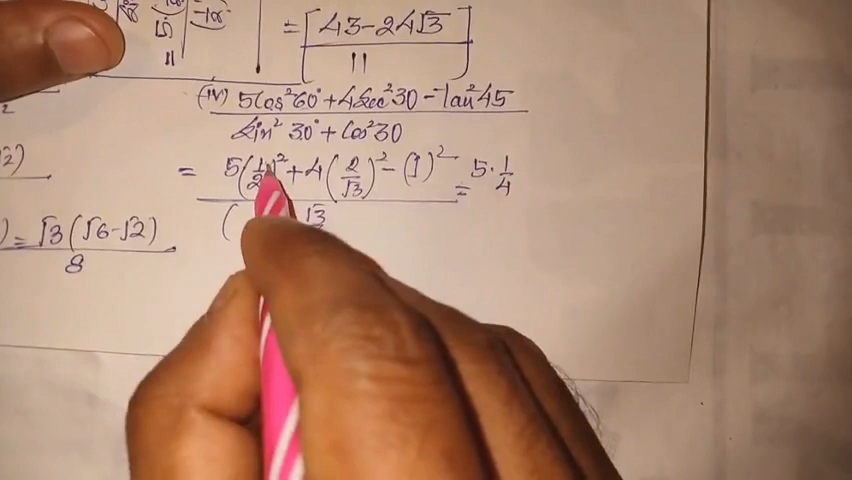 = [43-24√3]
11
(iv) 5Cos²60°+4Sec²30-Tan²45
Sin²30°+Cos²30
= 5(1/2)²+4(2/√3)²-(1)² = 5·1/4
( √3
)=√3(√6-√2)
8
√2)